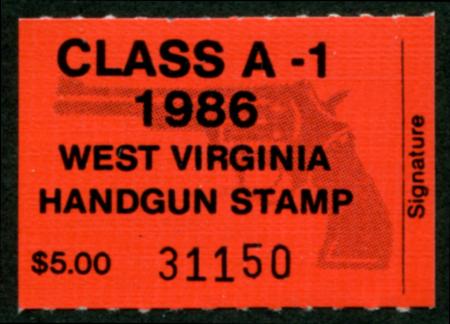 CLASS A -1
1986
WEST VIRGINIA
HANDGUN STAMP
$5.00 31150
Signature